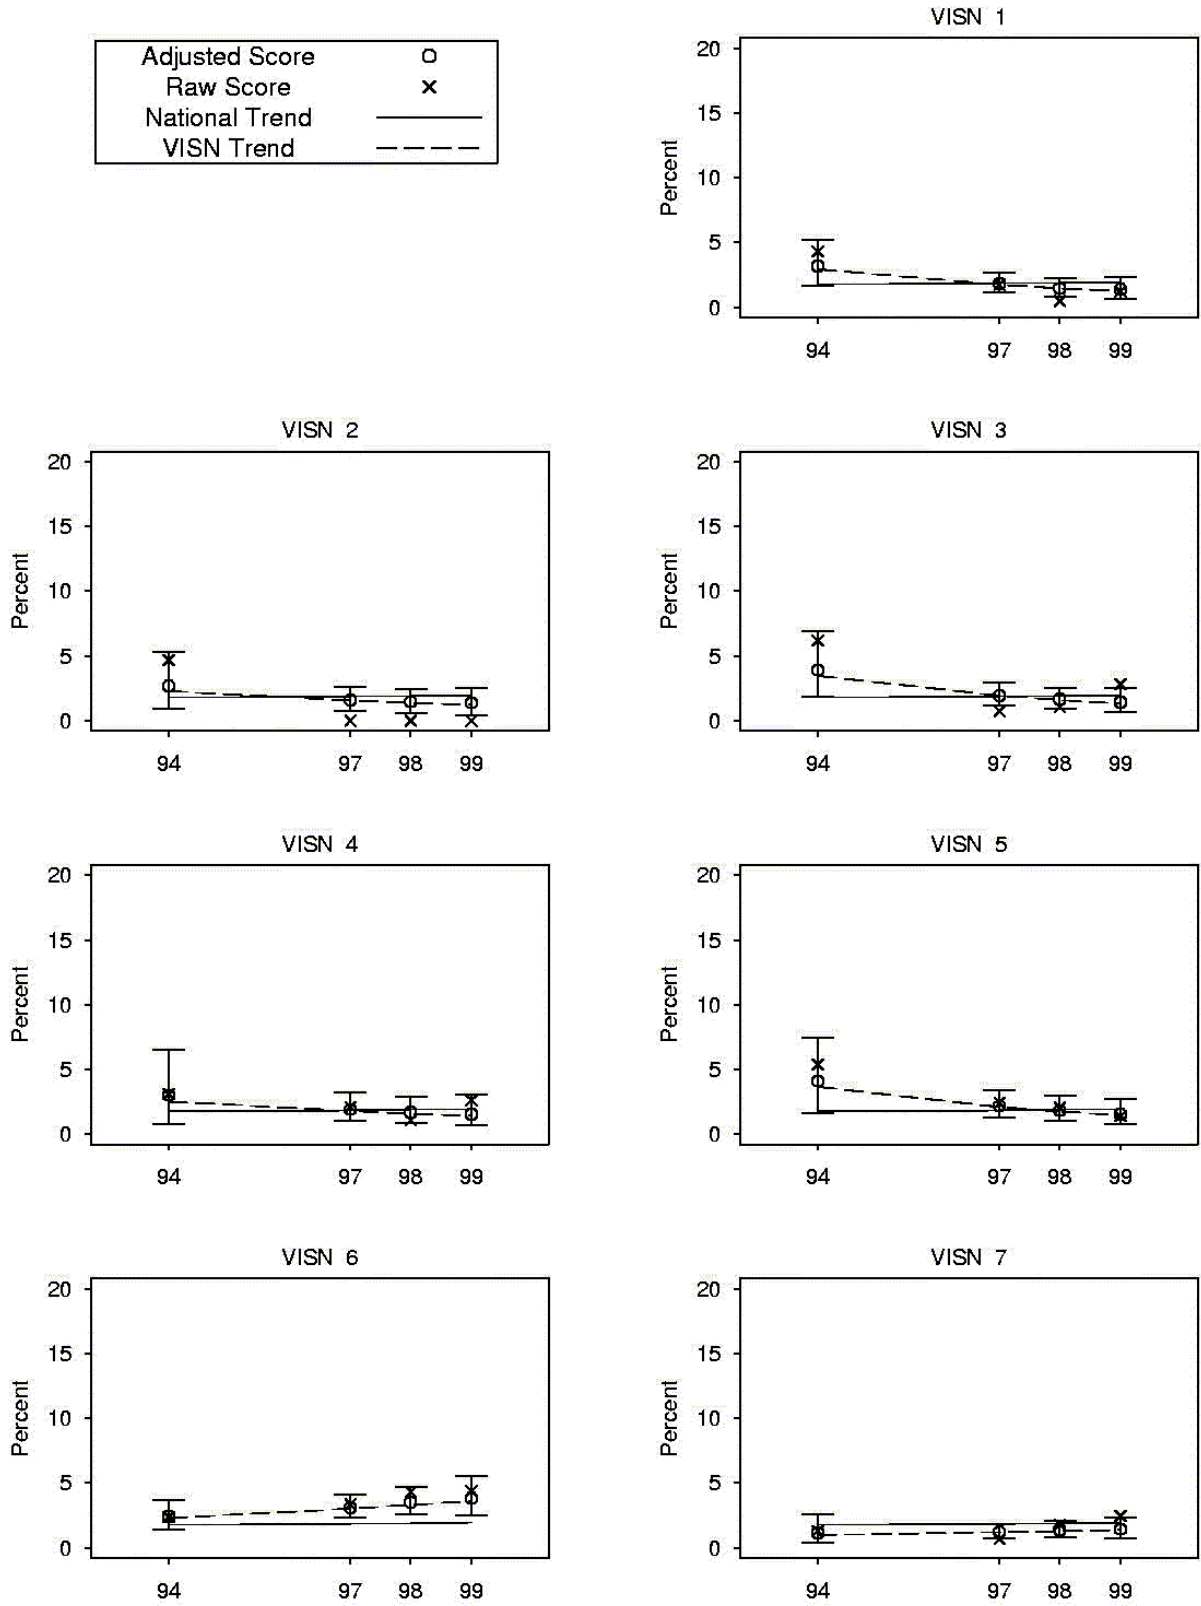 VISN 1
Adjusted Score
Raw Score
National Trend
VISN Trend
20
15
10
5
0
Percent
94 97 98 99
VISN 2
20
15
10
5
0
Percent
94 97 98 99
VISN 3
20
15
10
5
0
Percent
94 97 98 99
VISN 4
20
15
10
5
0
Percent
94 97 98 99
VISN 5
20
15
10
5
0
Percent
94 97 98 99
VISN 6
20
15
10
5
0
Percent
94 97 98 99
VISN 7
20
15
10
5
0
Percent
94 97 98 99